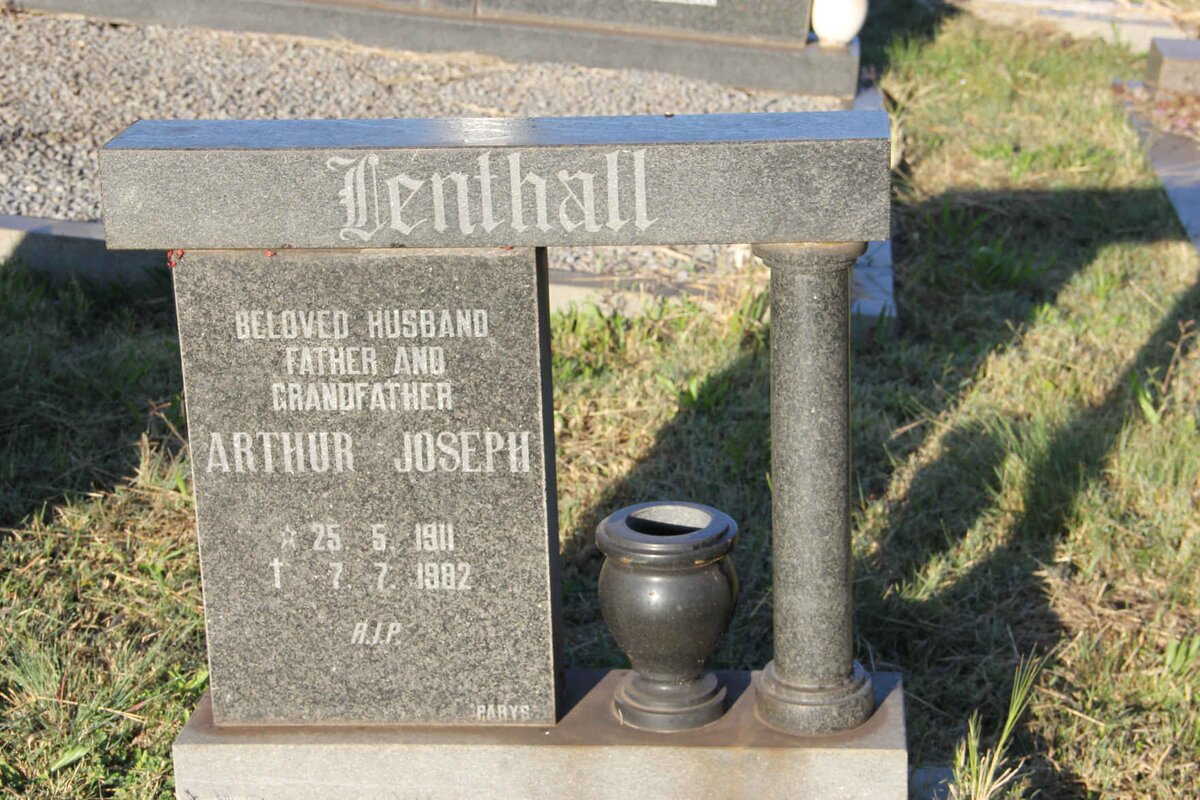 Lenthall
BELOVED HUSBAND
FATHER AND
GRANDFATHER
ARTHUR JOSEPH
☆ 25. 5. 1911
† 7. 7. 1982
R.I.P.
PARYS